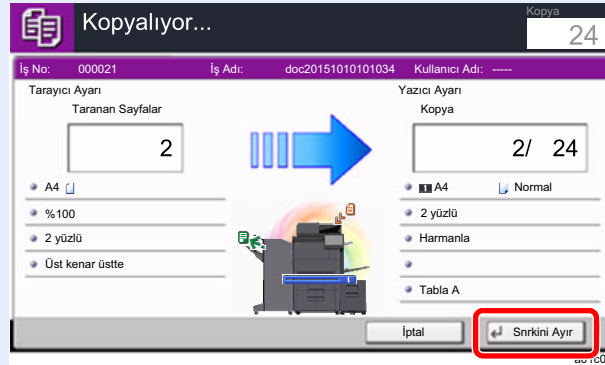 Kopyalıyor...
Kopya
24
İş No: 000021 İş Adı: doc20151010101034 Kullanıcı Adı: -----
Tarayıcı Ayarı Yazıcı Ayarı
Taranan Sayfalar Kopya
2 2/ 24
A4 1 A4 Normal
%100 2 yüzlü
2 yüzlü Harmanla
Üst kenar üstte
Tabla A
İptal Snrkini Ayır